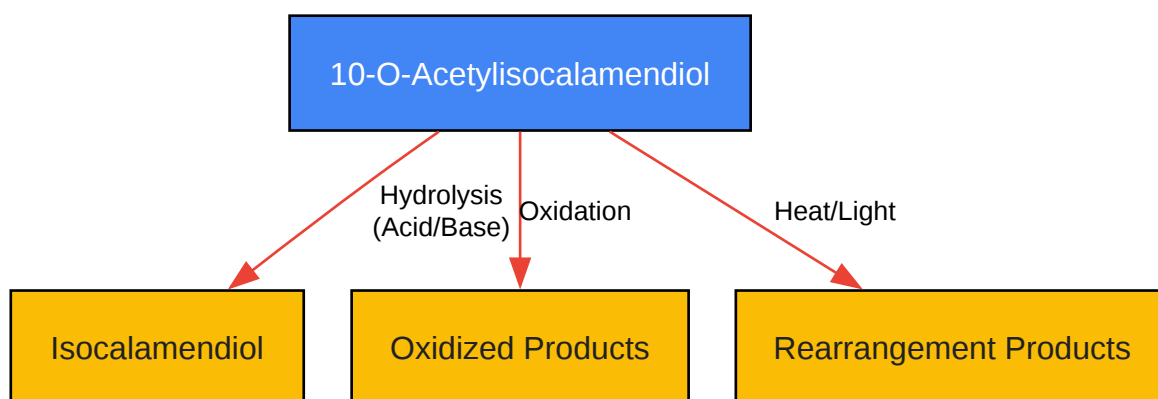 10-O-Acetylisocalamendiol
Hydrolysis
(Acid/Base)
Oxidation
Heat/Light
Isocalamendiol
Oxidized Products
Rearrangement Products